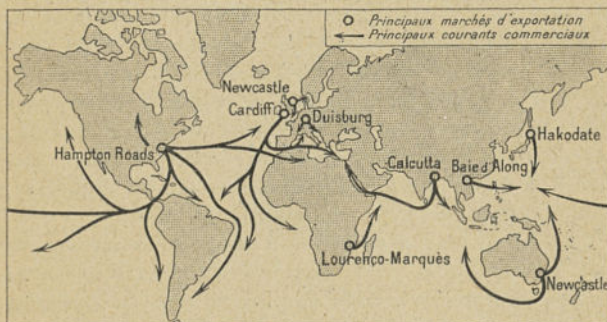 Principaux marchés d'exportation
Principaux courants commerciaux
Newcastle
Cardiff
Duisburg
Hampton Roads
Hakodate
Calcutta
Baie d'Along
Lourenço-Marquès
Newcastle